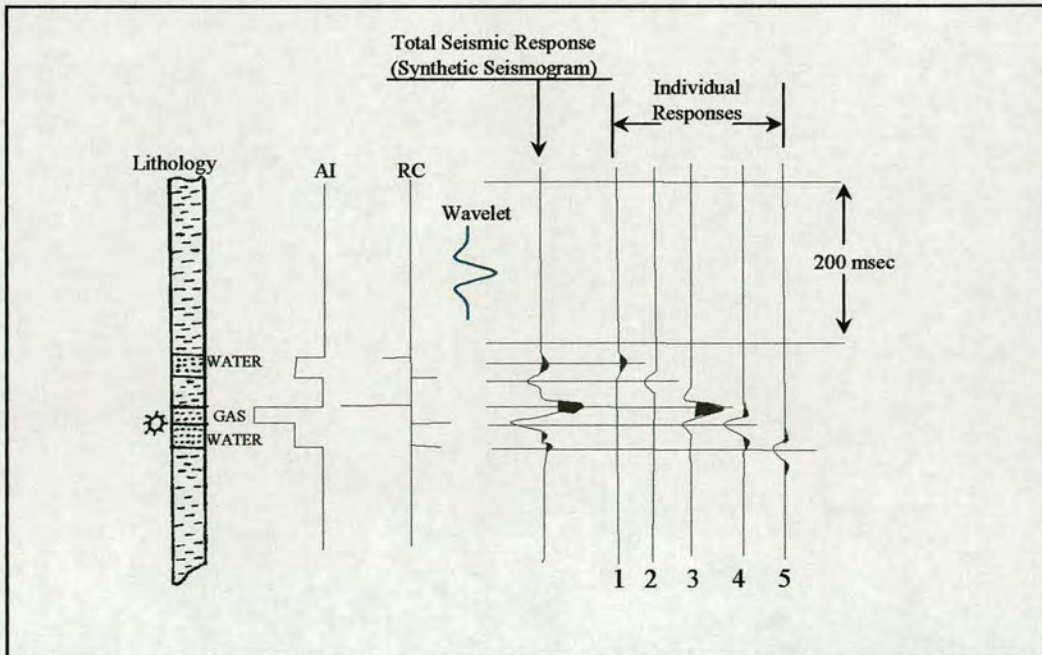 Total Seismic Response
(Synthetic Seismogram)
Individual
Responses
Lithology
AI
RC
Wavelet
200 msec
WATER
GAS
WATER
1 2 3 4 5